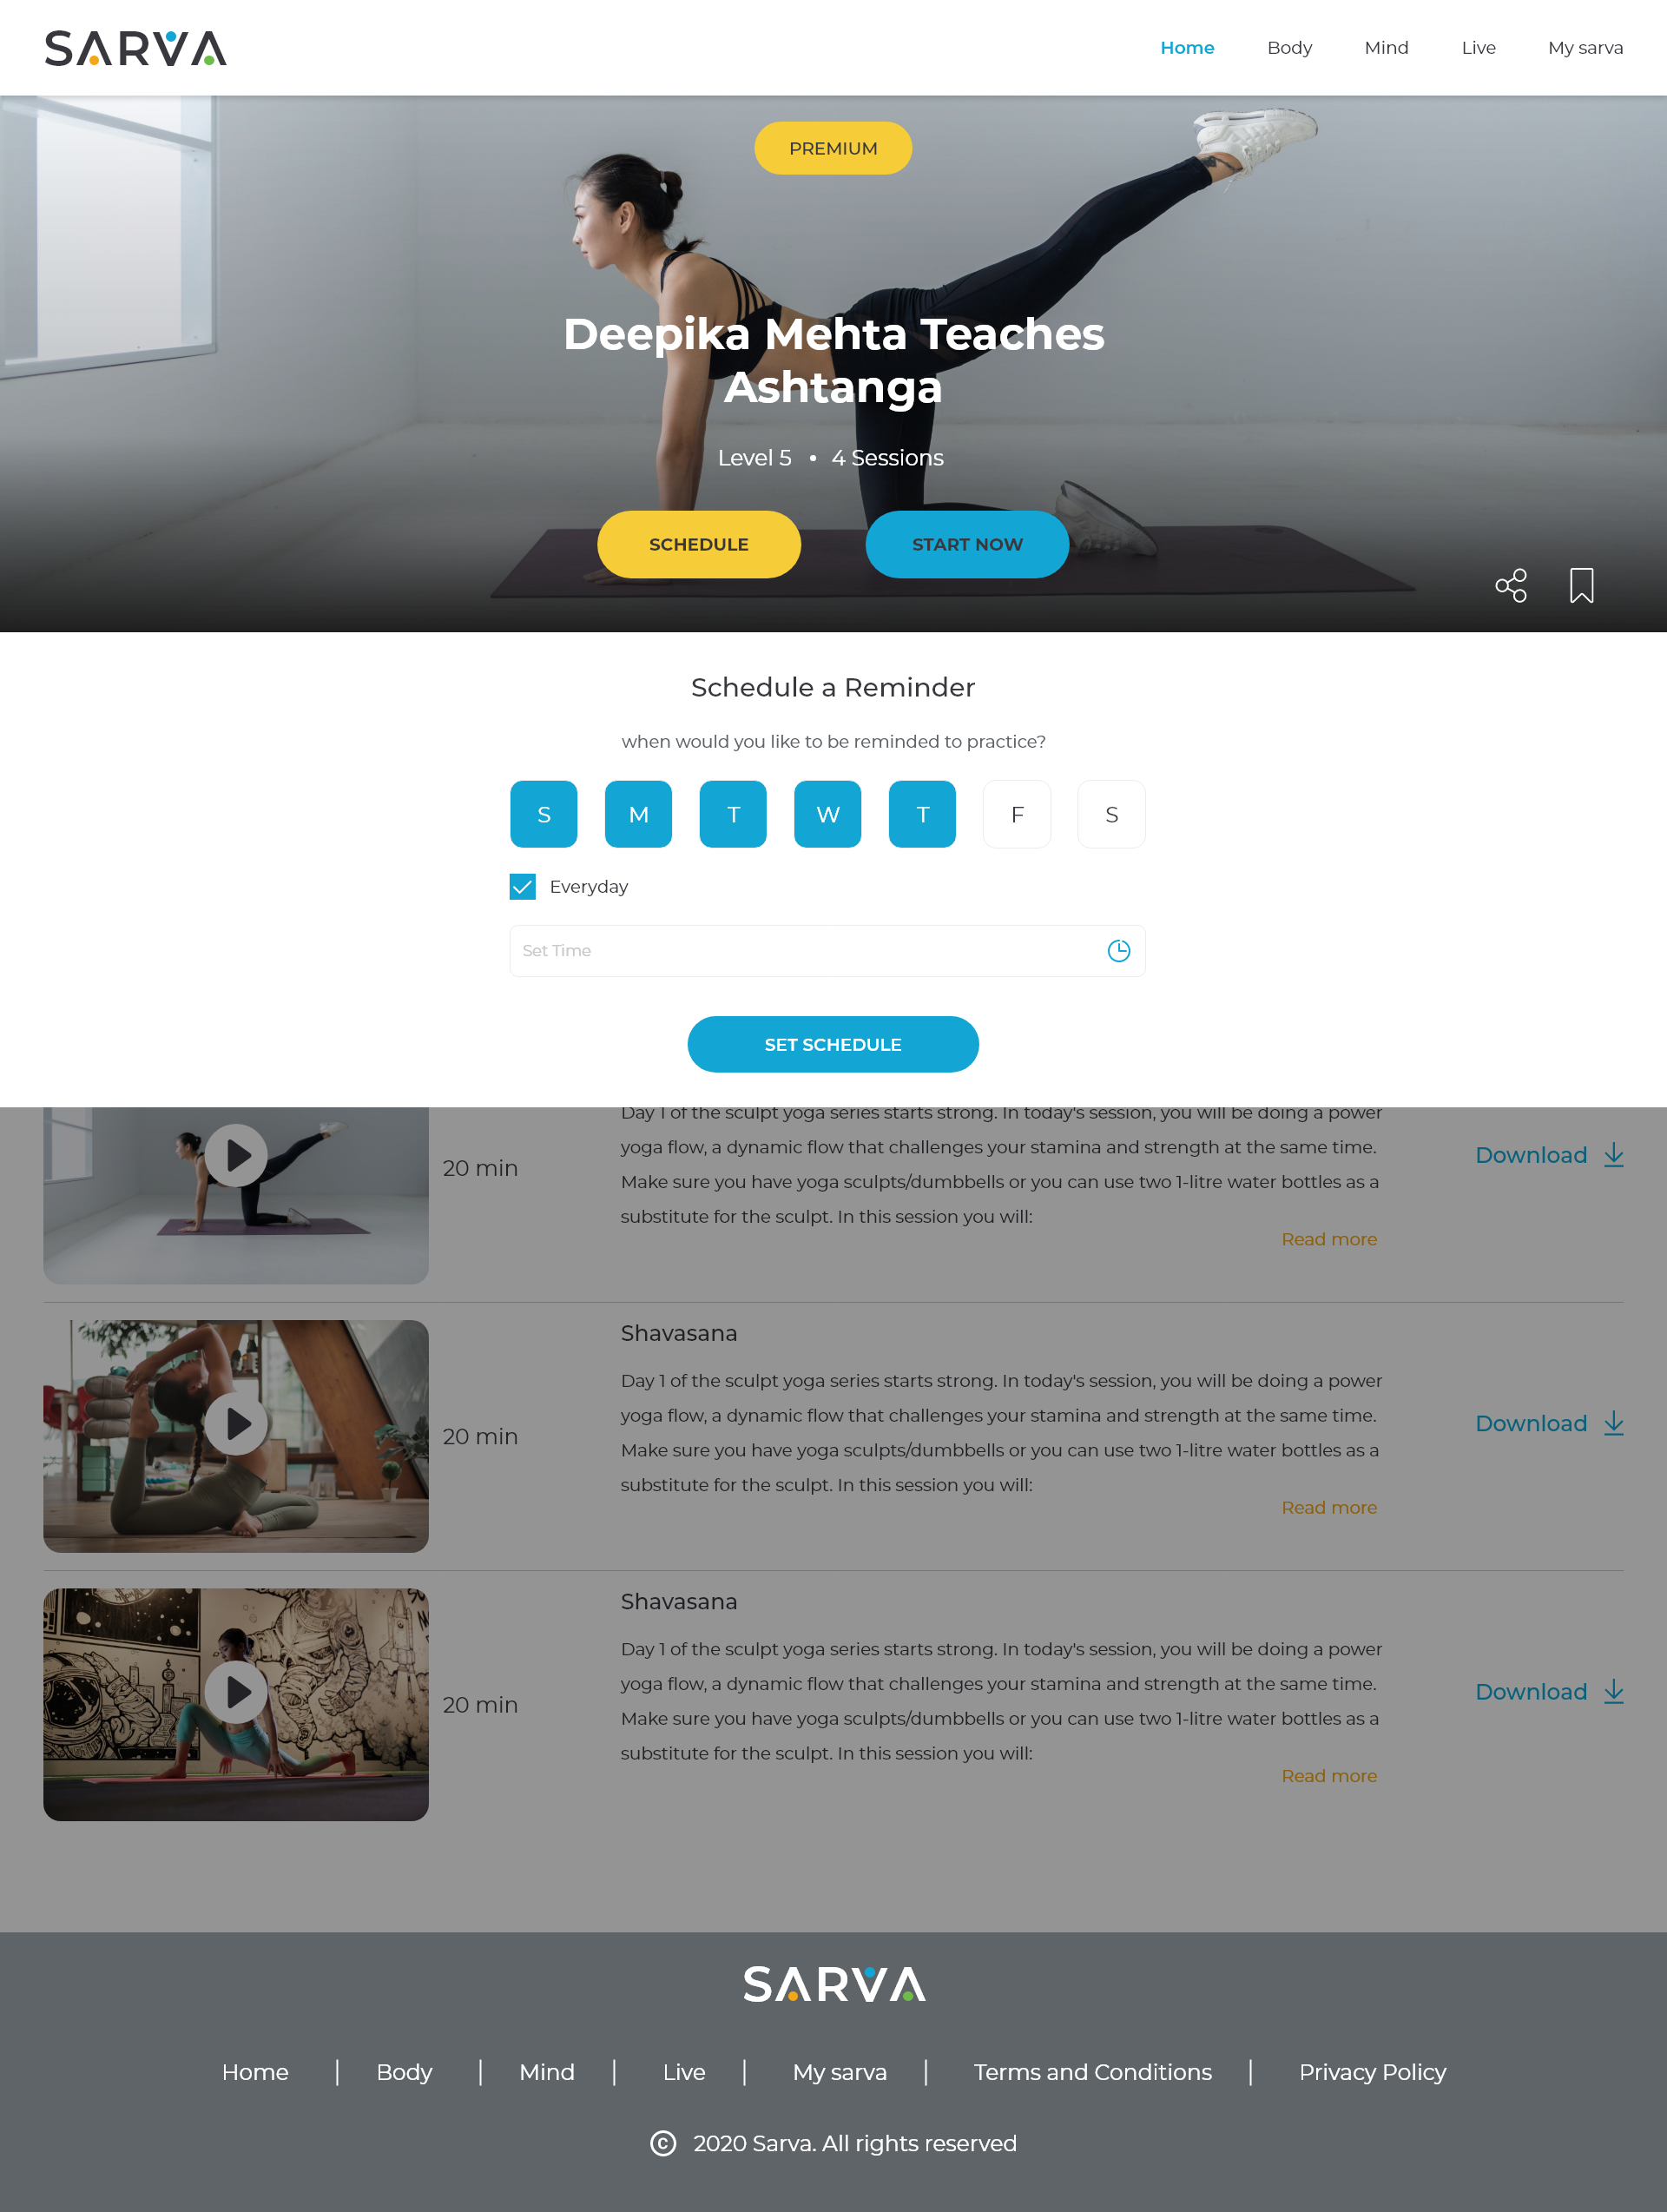 SARVA
Home Body Mind Live My sarva
PREMIUM
Deepika Mehta Teaches
Ashtanga
Level 5 • 4 Sessions
SCHEDULE START NOW
Schedule a Reminder
when would you like to be reminded to practice?
S M T W T F S
Everyday
Set Time
SET SCHEDULE
20 min
Day 1 of the sculpt yoga series starts strong. In today's session, you will be doing a power
yoga flow, a dynamic flow that challenges your stamina and strength at the same time.
Make sure you have yoga sculpts/dumbbells or you can use two 1-litre water bottles as a
substitute for the sculpt. In this session you will:
Read more
Download
20 min
Shavasana
Day 1 of the sculpt yoga series starts strong. In today's session, you will be doing a power
yoga flow, a dynamic flow that challenges your stamina and strength at the same time.
Make sure you have yoga sculpts/dumbbells or you can use two 1-litre water bottles as a
substitute for the sculpt. In this session you will:
Read more
Download
20 min
Shavasana
Day 1 of the sculpt yoga series starts strong. In today's session, you will be doing a power
yoga flow, a dynamic flow that challenges your stamina and strength at the same time.
Make sure you have yoga sculpts/dumbbells or you can use two 1-litre water bottles as a
substitute for the sculpt. In this session you will:
Read more
Download
SARVA
Home | Body | Mind | Live | My sarva | Terms and Conditions | Privacy Policy
© 2020 Sarva. All rights reserved